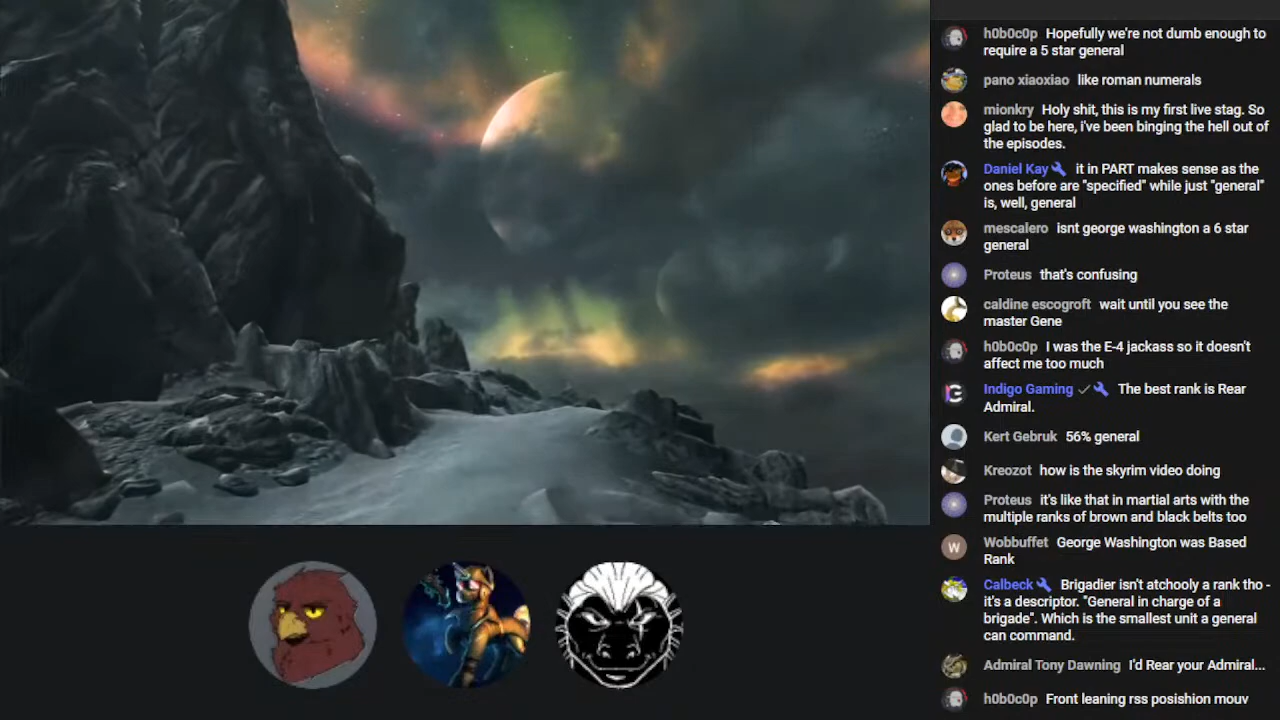 h0b0c0p Hopefully we're not dumb enough to
require a 5 star general
pano xiaoxiao like roman numerals
mionkry Holy shit, this is my first live stag. So
glad to be here, i've been binging the hell out of
the episodes.
Daniel Kay it in PART makes sense as the
ones before are "specified" while just "general"
is, well, general
mescalero isnt george washington a 6 star
general
Proteus that's confusing
caldine escogroft wait until you see the
master Gene
h0b0c0p I was the E-4 jackass so it doesn't
affect me too much
Indigo Gaming The best rank is Rear
Admiral.
Kert Gebruk 56% general
Kreozot how is the skyrim video doing
Proteus it's like that in martial arts with the
multiple ranks of brown and black belts too
W
Wobbuffet George Washington was Based
Rank
Calbeck Brigadier isn't atchooly a rank tho -
it's a descriptor. "General in charge of a
brigade". Which is the smallest unit a general
can command.
Admiral Tony Dawning I'd Rear your Admiral...
h0b0c0p Front leaning rss posishion mouv